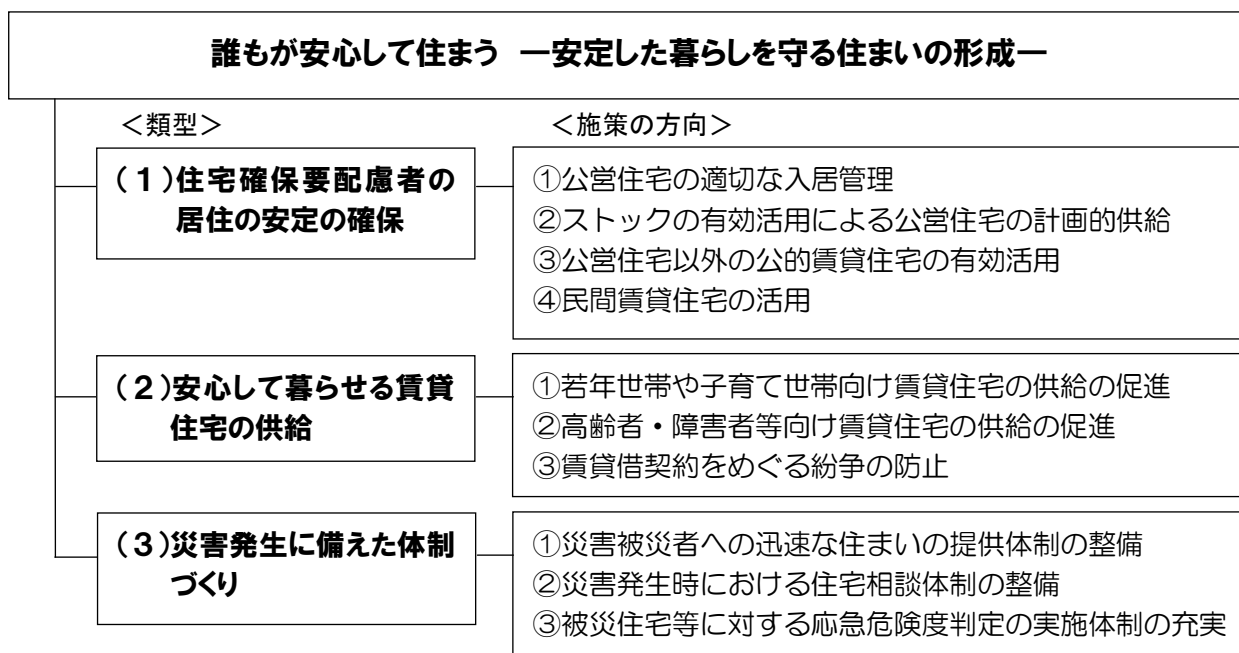 誰もが安心して住まう ―安定した暮らしを守る住まいの形成―
＜類型＞
＜施策の方向＞
（１）住宅確保要配慮者の
居住の安定の確保
①公営住宅の適切な入居管理
②ストックの有効活用による公営住宅の計画的供給
③公営住宅以外の公的賃貸住宅の有効活用
④民間賃貸住宅の活用
（２）安心して暮らせる賃貸
住宅の供給
①若年世帯や子育て世帯向け賃貸住宅の供給の促進
②高齢者・障害者等向け賃貸住宅の供給の促進
③賃貸借契約をめぐる紛争の防止
（３）災害発生に備えた体制
づくり
①災害被災者への迅速な住まいの提供体制の整備
②災害発生時における住宅相談体制の整備
③被災住宅等に対する応急危険度判定の実施体制の充実